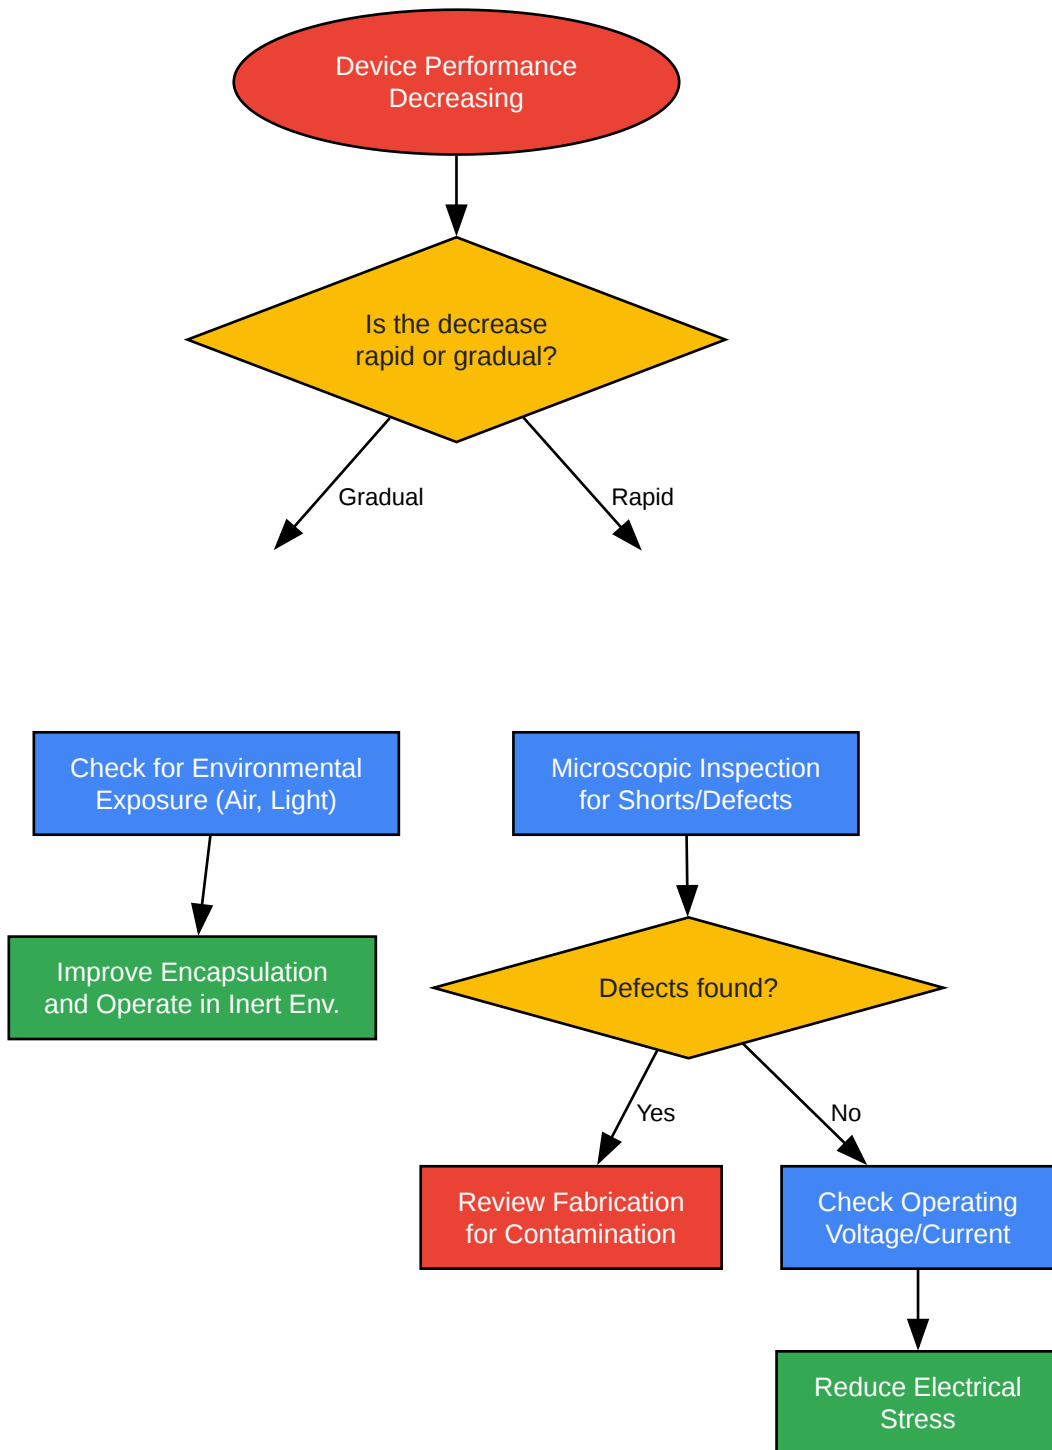 Device Performance
Decreasing
Is the decrease
rapid or gradual?
Gradual
Rapid
Check for Environmental
Exposure (Air, Light)
Microscopic Inspection
for Shorts/Defects
Improve Encapsulation
and Operate in Inert Env.
Defects found?
Yes
No
Review Fabrication
for Contamination
Check Operating
Voltage/Current
Reduce Electrical
Stress